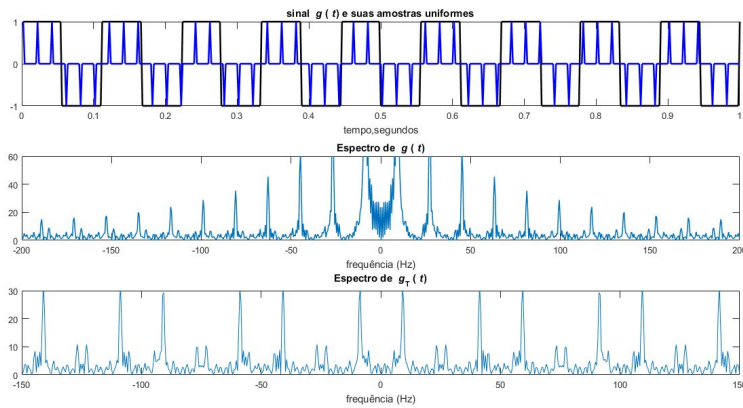 sinal g ( t) e suas amostras uniformes
1
0
-1
0 0.1 0.2 0.3 0.4 0.5 0.6 0.7 0.8 0.9 1
tempo,segundos
Espectro de g ( t)
60
40
20
0
-200 -150 -100 -50 0 50 100 150 200
frequência (Hz)
Espectro de gT ( t)
30
20
10
0
-150 -100 -50 0 50 100 150
frequência (Hz)